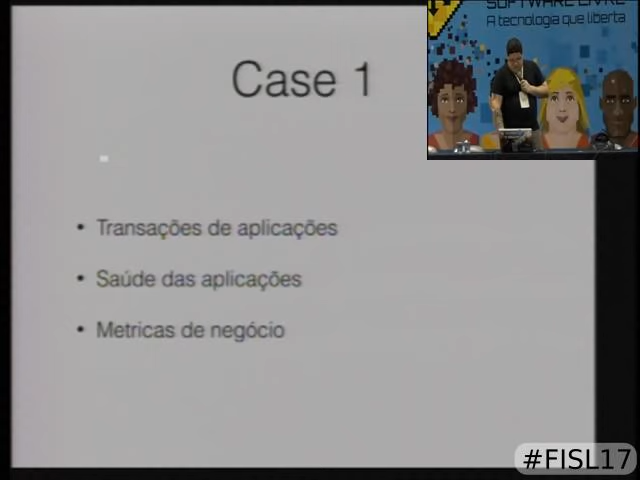 SOFTWARE LIVRE
A tecnologia que liberta
Case 1
• Transações de aplicações
• Saúde das aplicações
• Metricas de negócio
#FISL17